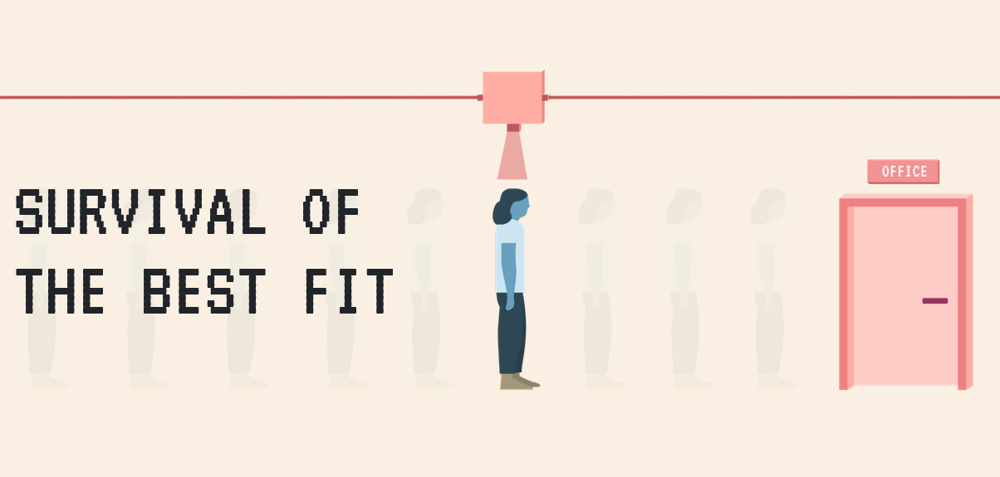 SURVIVAL OF
THE BEST FIT
OFFICE